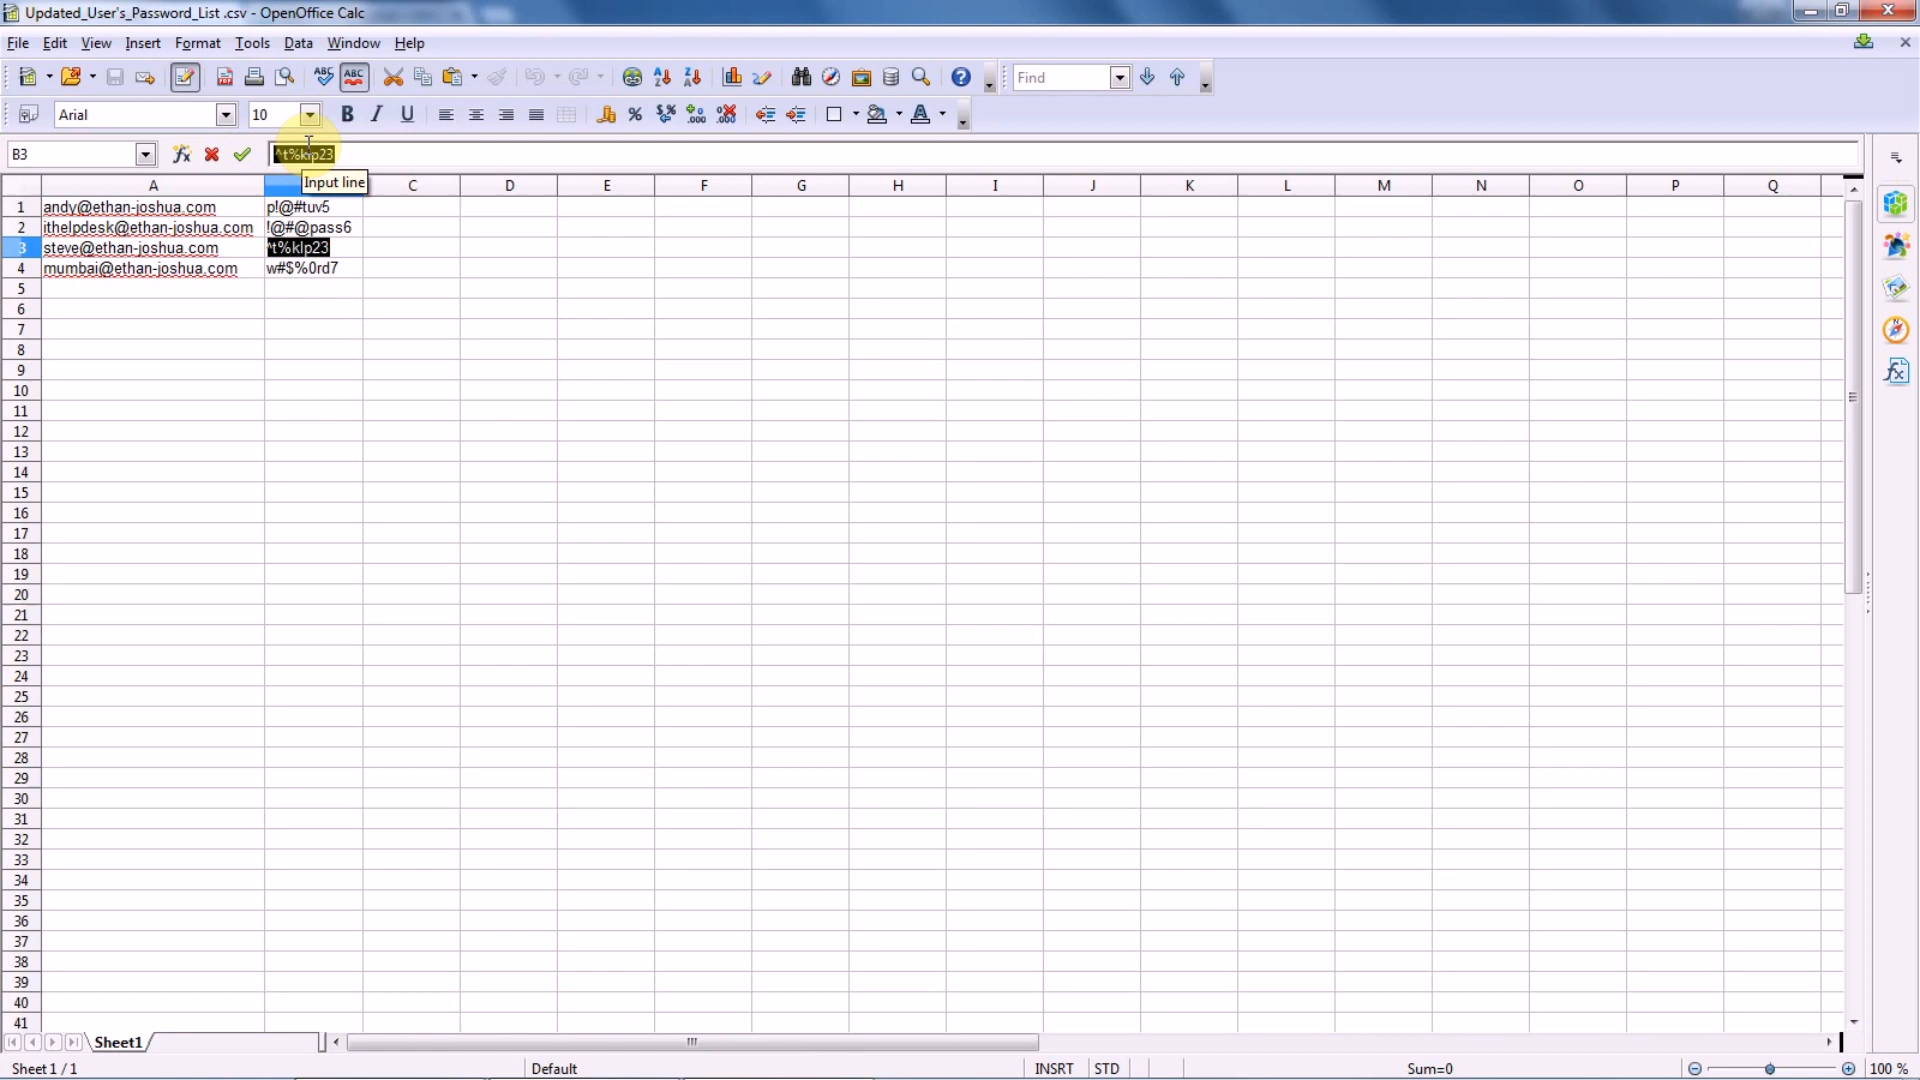 Updated_User's_Password_List .csv - OpenOffice Calc
File Edit View Insert Format Tools Data Window Help
Find
Arial 10
B3 ^t%klp23
Input line
A C D E F G H I J K L M N O P Q
1 andy@ethan-joshua.com p!@#tuv5
2 ithelpdesk@ethan-joshua.com !@#@pass6
3 steve@ethan-joshua.com ^t%klp23
4 mumbai@ethan-joshua.com w#$%0rd7
5
6
7
8
9
10
11
12
13
14
15
16
17
18
19
20
21
22
23
24
25
26
27
28
29
30
31
32
33
34
35
36
37
38
39
40
41
Sheet1
Sheet 1 / 1 Default INSRT STD Sum=0 100 %